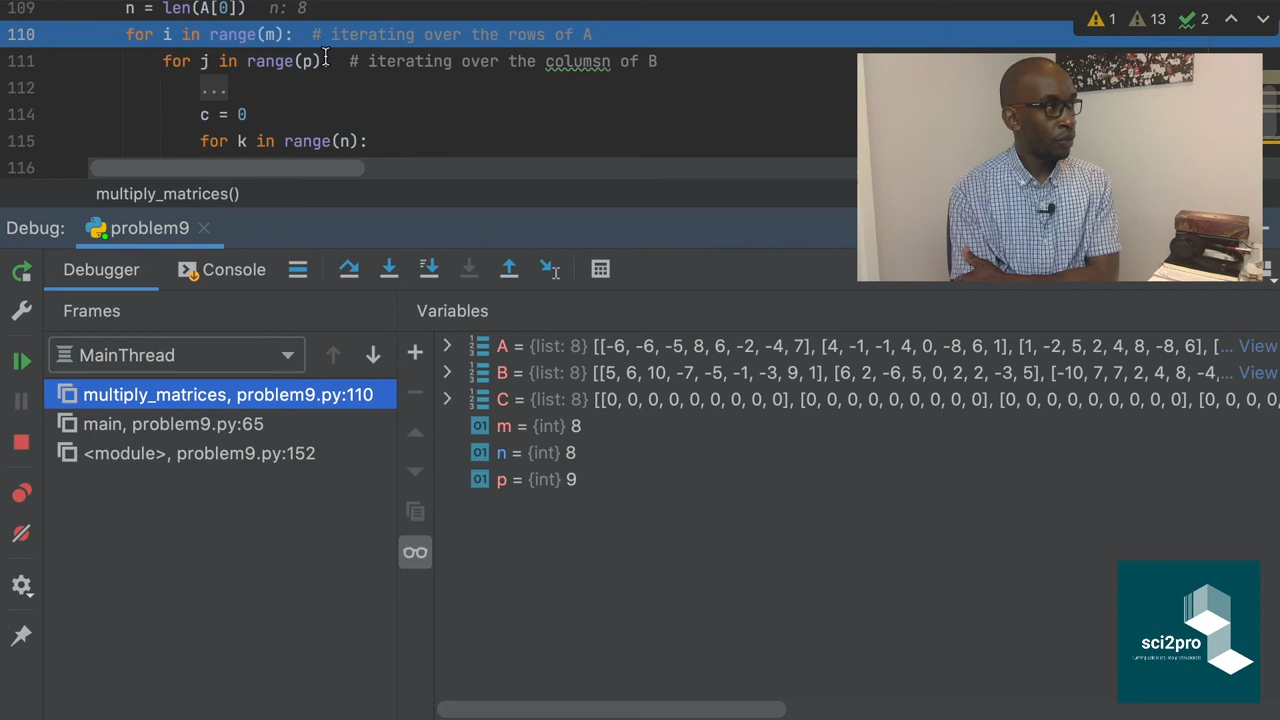 109 n = len(A[0]) n: 8
110 for i in range(m): # iterating over the rows of A
111 for j in range(p): # iterating over the columsn of B
112 ...
114 c = 0
115 for k in range(n):
116
1 13 2
multiply_matrices()
Debug: problem9
Debugger Console
Frames
Variables
MainThread
multiply_matrices, problem9.py:110
main, problem9.py:65
<module>, problem9.py:152
A = {list: 8} [[-6, -6, -5, 8, 6, -2, -4, 7], [4, -1, -1, 4, 0, -8, 6, 1], [1, -2, 5, 2, 4, 8, -8, 6], [... View
B = {list: 8} [[5, 6, 10, -7, -5, -1, -3, 9, 1], [6, 2, -6, 5, 0, 2, 2, -3, 5], [-10, 7, 7, 2, 4, 8, -4,... View
C = {list: 8} [[0, 0, 0, 0, 0, 0, 0, 0, 0], [0, 0, 0, 0, 0, 0, 0, 0, 0], [0, 0, 0, 0, 0, 0, 0, 0, 0], [0, 0, 0, 0,
m = {int} 8
n = {int} 8
p = {int} 9
sci2pro